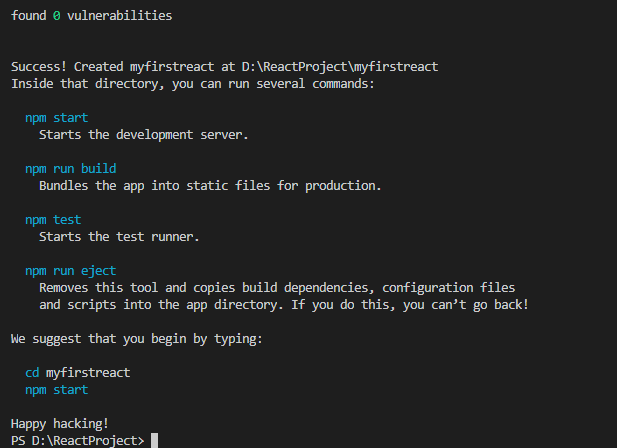 found 0 vulnerabilities
Success! Created myfirstreact at D:\ReactProject\myfirstreact
Inside that directory, you can run several commands:
npm start
Starts the development server.
npm run build
Bundles the app into static files for production.
npm test
Starts the test runner.
npm run eject
Removes this tool and copies build dependencies, configuration files
and scripts into the app directory. If you do this, you can’t go back!
We suggest that you begin by typing:
cd myfirstreact
npm start
Happy hacking!
PS D:\ReactProject>